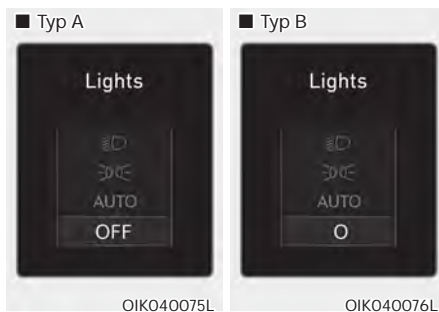 ■ Typ A
Lights
AUTO
OFF
OIK040075L
■ Typ B
Lights
AUTO
O
OIK040076L